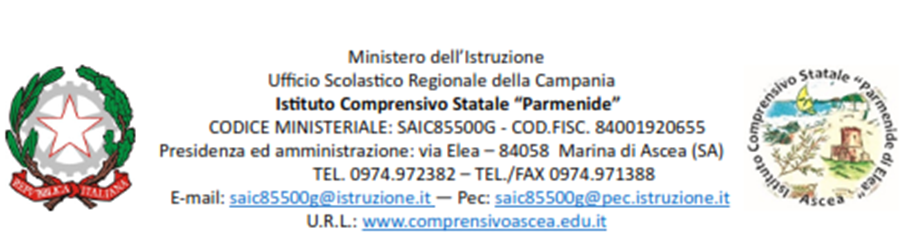 Ministero dell’Istruzione
Ufficio Scolastico Regionale della Campania
Istituto Comprensivo Statale “Parmenide”
CODICE MINISTERIALE: SAIC85500G - COD.FISC. 84001920655
Presidenza ed amministrazione: via Elea – 84058 Marina di Ascea (SA)
TEL. 0974.972382 – TEL./FAX 0974.971388
E-mail: saic85500g@istruzione.it — Pec: saic85500g@pec.istruzione.it
U.R.L.: www.comprensivoascea.edu.it
REPVBBLICA ITALIANA
Istituto Comprensivo Statale “Parmenide di Elea”
Ascea